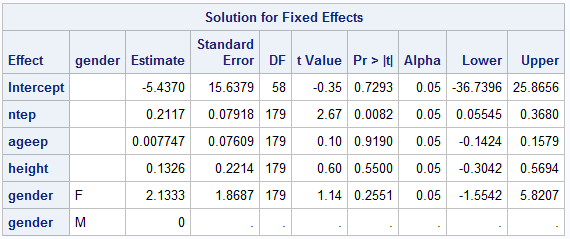 Solution for Fixed Effects
Effect gender Estimate Standard Error DF t Value Pr > |t| Alpha Lower Upper
Intercept -5.4370 15.6379 58 -0.35 0.7293 0.05 -36.7396 25.8656
ntep 0.2117 0.07918 179 2.67 0.0082 0.05 0.05545 0.3680
ageep 0.007747 0.07609 179 0.10 0.9190 0.05 -0.1424 0.1579
height 0.1326 0.2214 179 0.60 0.5500 0.05 -0.3042 0.5694
gender F 2.1333 1.8687 179 1.14 0.2551 0.05 -1.5542 5.8207
gender M 0 . . . . . . .